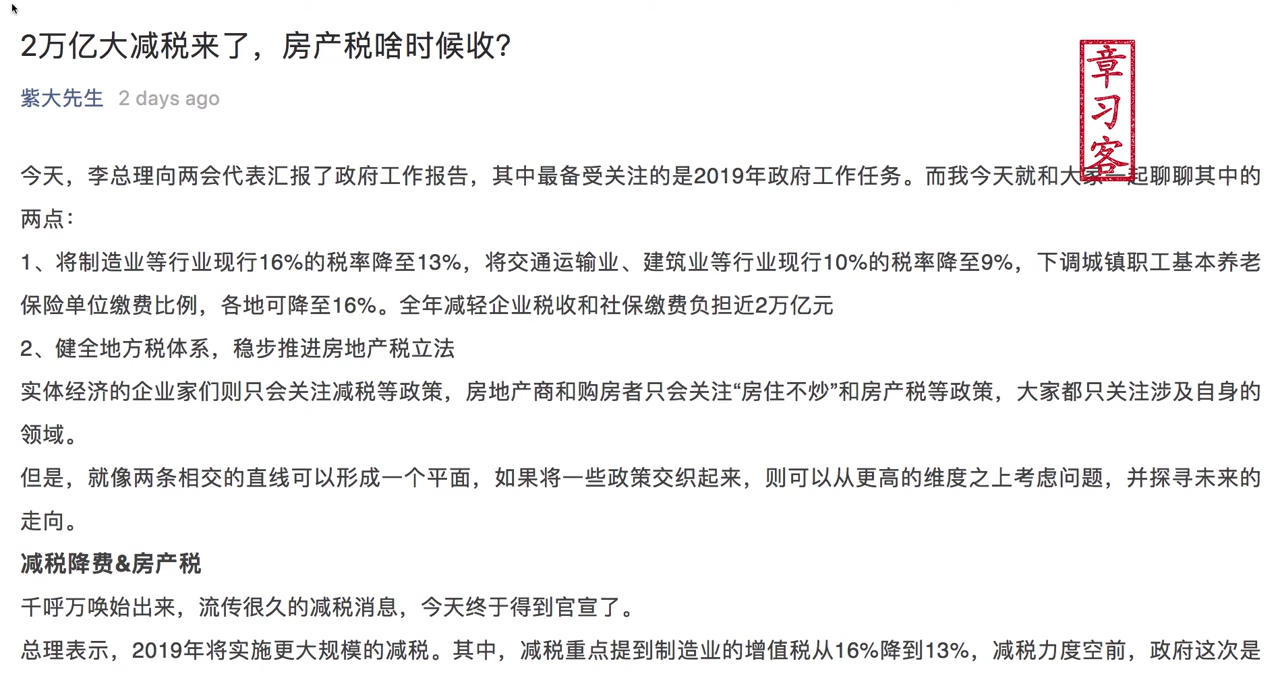 2万亿大减税来了，房产税啥时候收？
紫大先生 2 days ago
章习客
今天，李总理向两会代表汇报了政府工作报告，其中最备受关注的是2019年政府工作任务。而我今天就和大家一起聊聊其中的
两点：
1、将制造业等行业现行16%的税率降至13%，将交通运输业、建筑业等行业现行10%的税率降至9%，下调城镇职工基本养老
保险单位缴费比例，各地可降至16%。全年减轻企业税收和社保缴费负担近2万亿元
2、健全地方税体系，稳步推进房地产税立法
实体经济的企业家们则只会关注减税等政策，房地产商和购房者只会关注“房住不炒”和房产税等政策，大家都只关注涉及自身的
领域。
但是，就像两条相交的直线可以形成一个平面，如果将一些政策交织起来，则可以从更高的维度之上考虑问题，并探寻未来的
走向。
减税降费&房产税
千呼万唤始出来，流传很久的减税消息，今天终于得到官宣了。
总理表示，2019年将实施更大规模的减税。其中，减税重点提到制造业的增值税从16%降到13%，减税力度空前，政府这次是